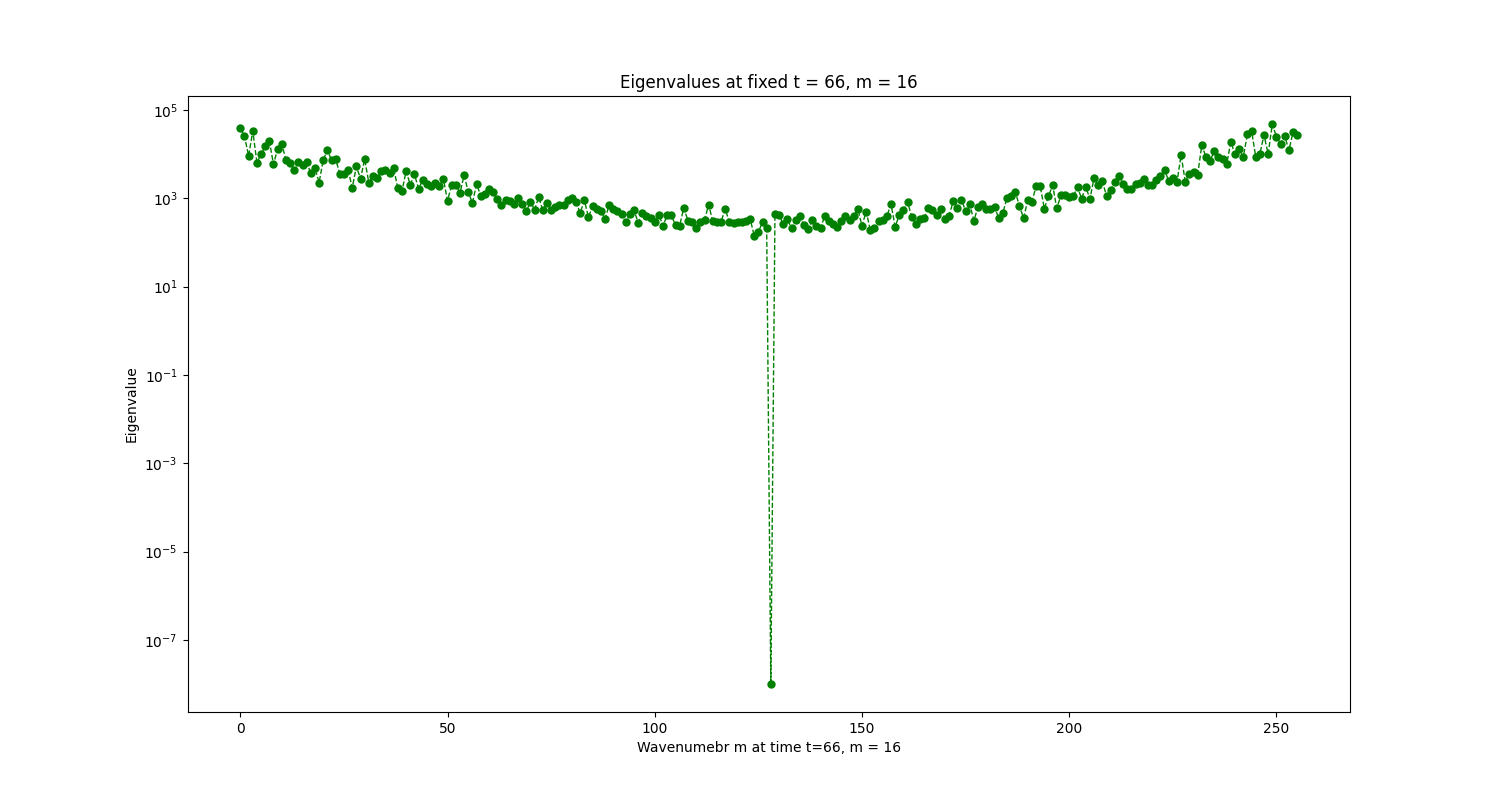 Eigenvalues at fixed t = 66, m = 16
10^5
10^3
10^1
10^-1
10^-3
10^-5
10^-7
Eigenvalue
0 50 100 150 200 250
Wavenumebr m at time t=66, m = 16